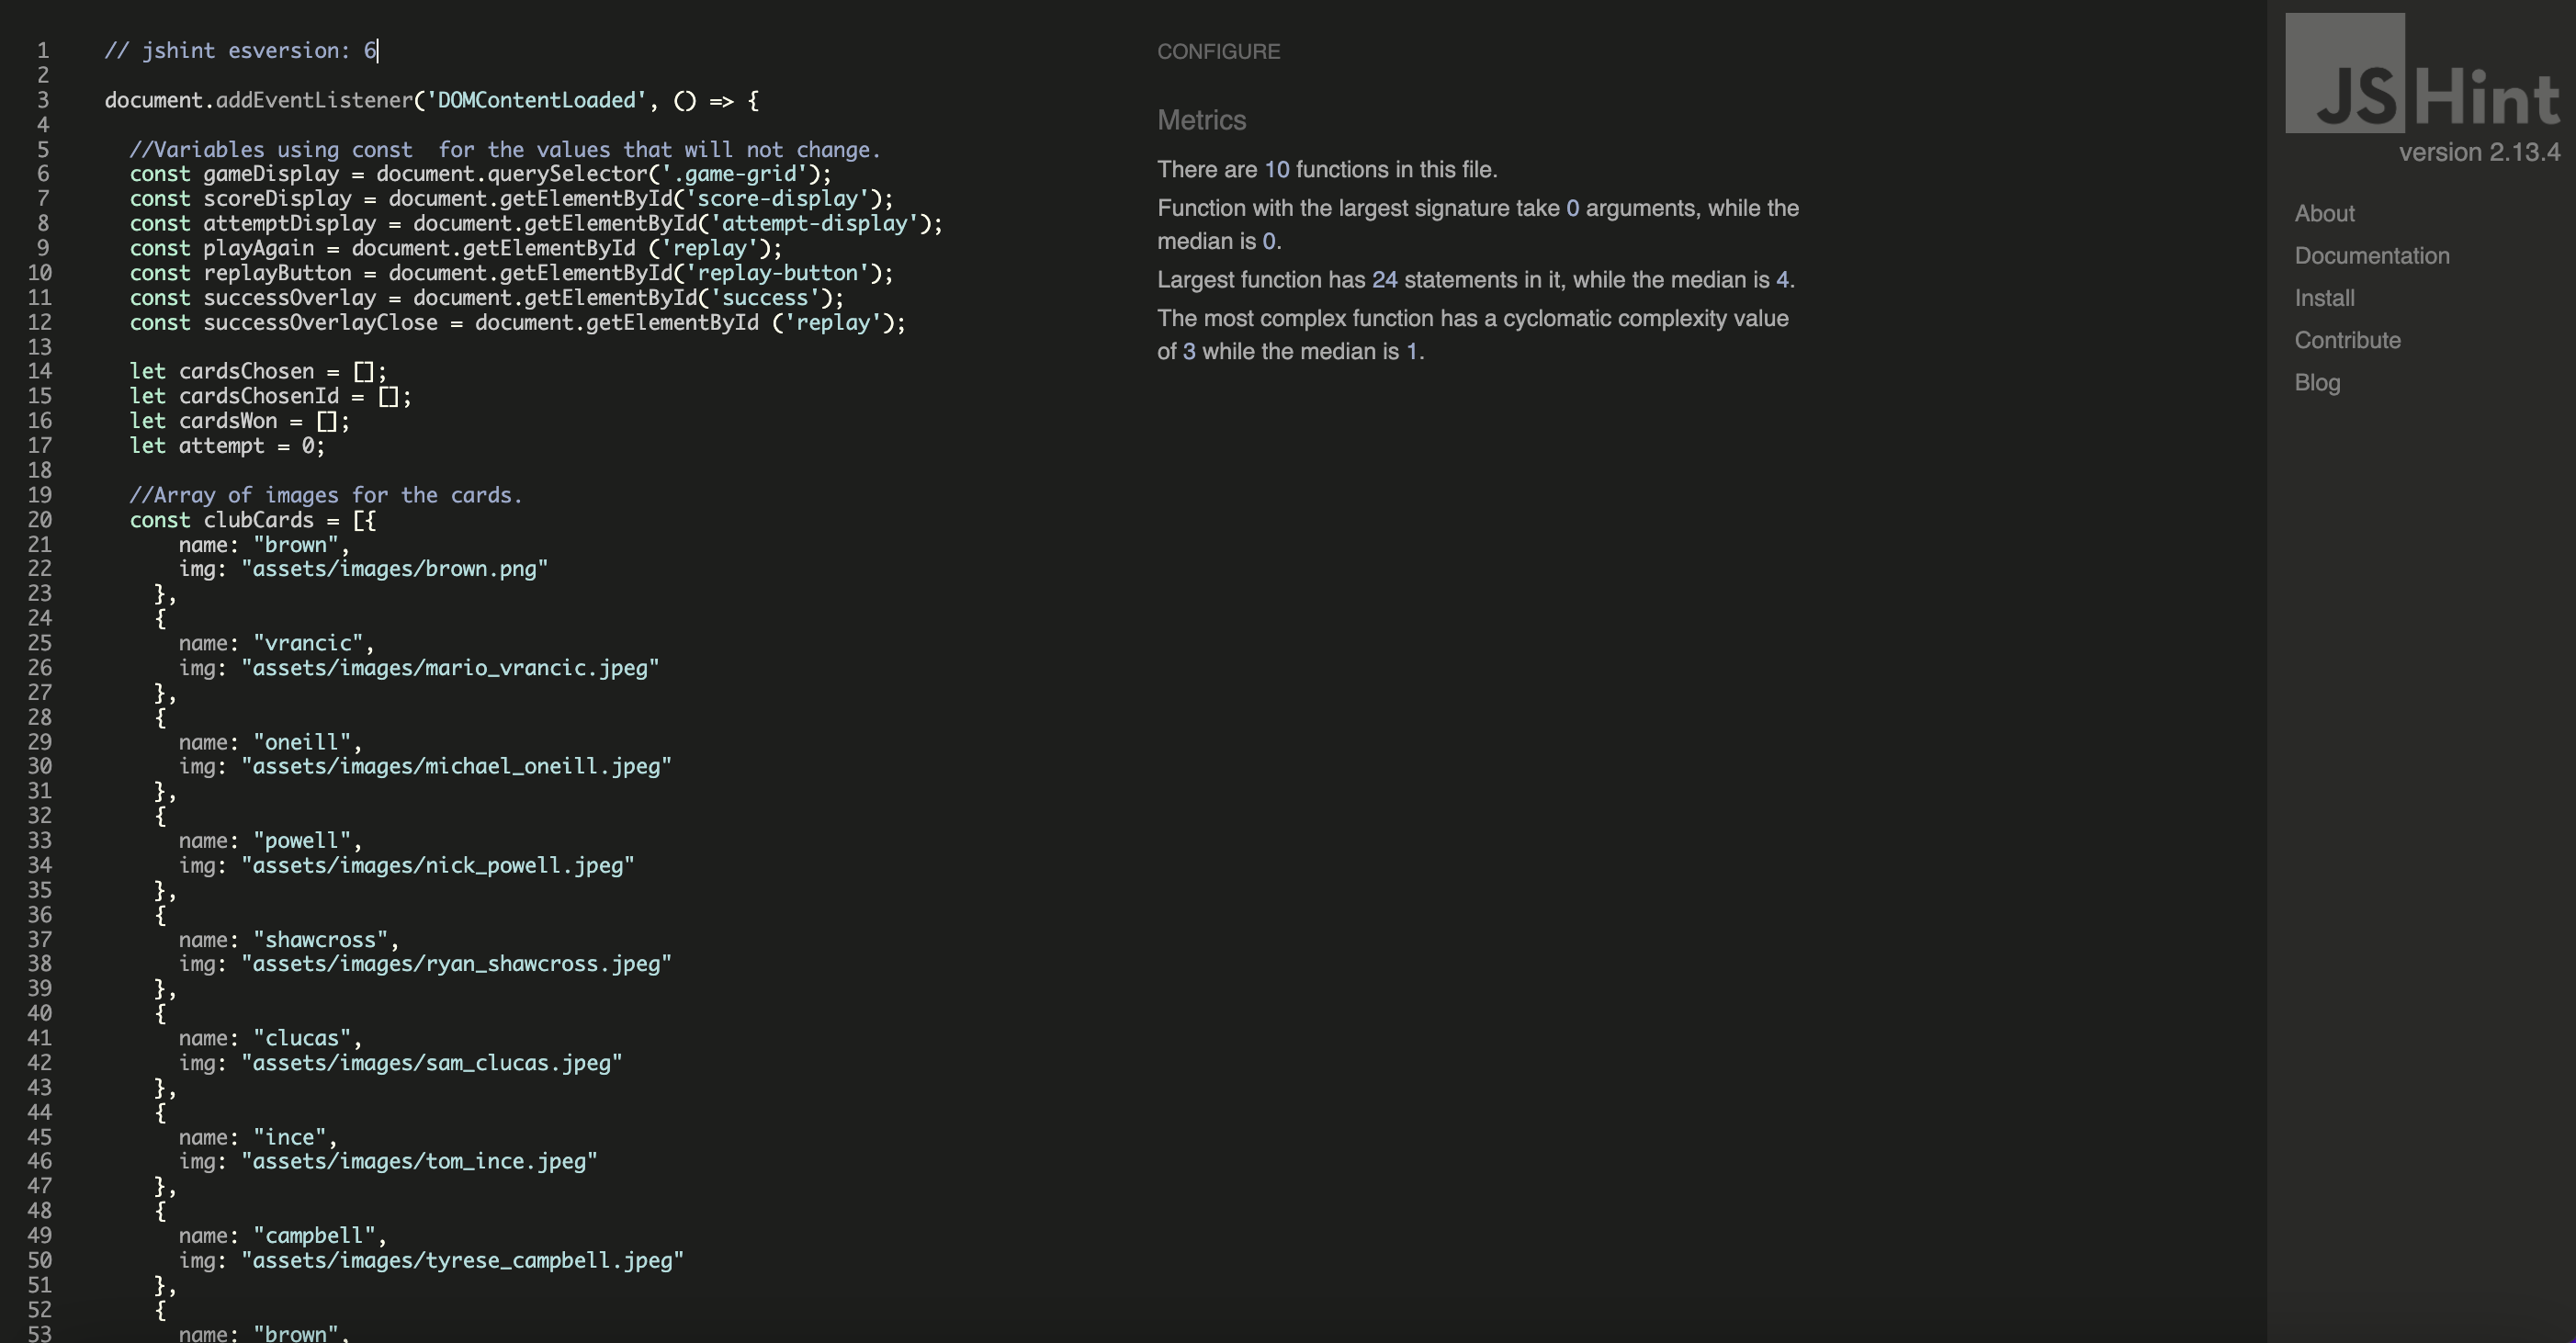 1 // jshint esversion: 6
2
3 document.addEventListener('DOMContentLoaded', () => {
4
5 //Variables using const  for the values that will not change.
6 const gameDisplay = document.querySelector('.game-grid');
7 const scoreDisplay = document.getElementById('score-display');
8 const attemptDisplay = document.getElementById('attempt-display');
9 const playAgain = document.getElementById ('replay');
10 const replayButton = document.getElementById('replay-button');
11 const successOverlay = document.getElementById('success');
12 const successOverlayClose = document.getElementById ('replay');
13
14 let cardsChosen = [];
15 let cardsChosenId = [];
16 let cardsWon = [];
17 let attempt = 0;
18
19 //Array of images for the cards.
20 const clubCards = [{
21 name: "brown",
22 img: "assets/images/brown.png"
23 },
24 {
25 name: "vrancic",
26 img: "assets/images/mario_vrancic.jpeg"
27 },
28 {
29 name: "oneill",
30 img: "assets/images/michael_oneill.jpeg"
31 },
32 {
33 name: "powell",
34 img: "assets/images/nick_powell.jpeg"
35 },
36 {
37 name: "shawcross",
38 img: "assets/images/ryan_shawcross.jpeg"
39 },
40 {
41 name: "clucas",
42 img: "assets/images/sam_clucas.jpeg"
43 },
44 {
45 name: "ince",
46 img: "assets/images/tom_ince.jpeg"
47 },
48 {
49 name: "campbell",
50 img: "assets/images/tyrese_campbell.jpeg"
51 },
52 {
53 name: "brown",
CONFIGURE
Metrics
There are 10 functions in this file.
Function with the largest signature take 0 arguments, while the
median is 0.
Largest function has 24 statements in it, while the median is 4.
The most complex function has a cyclomatic complexity value
of 3 while the median is 1.
JSHint
version 2.13.4
About
Documentation
Install
Contribute
Blog